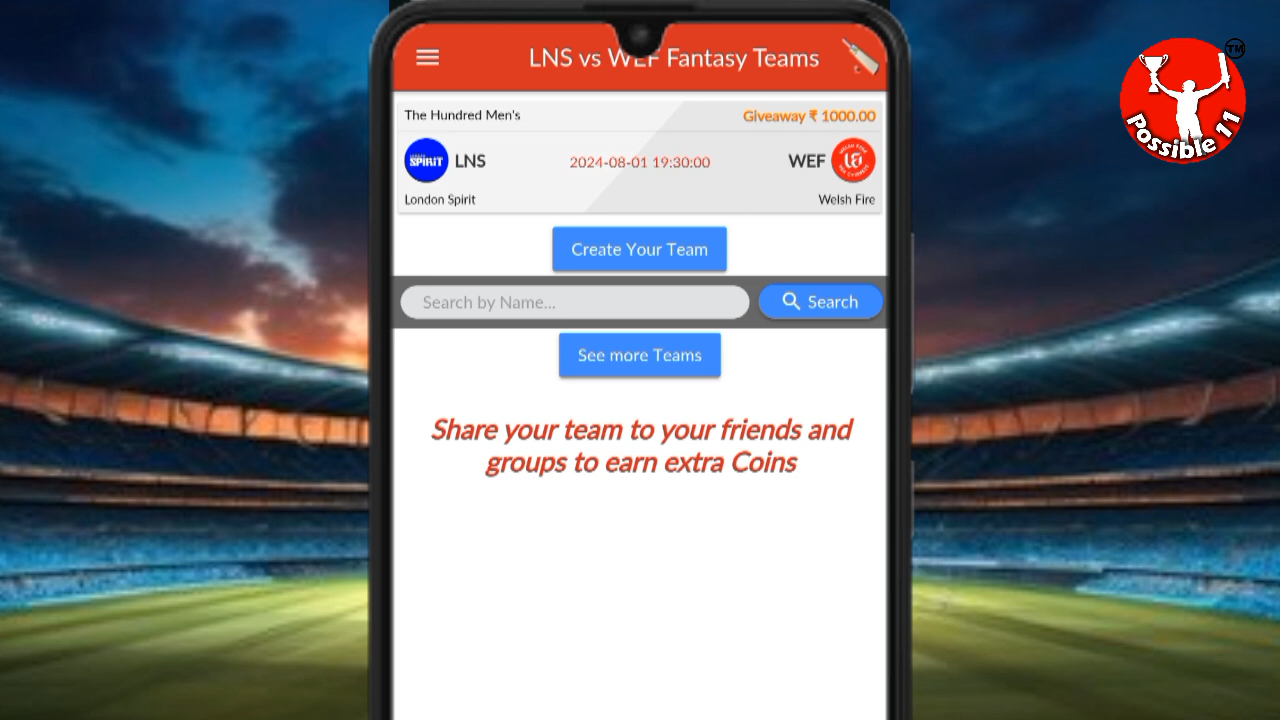 LNS vs WEF Fantasy Teams
The Hundred Men's
Giveaway ₹ 1000.00
SPIRIT
LNS
2024-08-01 19:30:00
WEF
London Spirit
Welsh Fire
Create Your Team
Search by Name...
Search
See more Teams
Share your team to your friends and
groups to earn extra Coins
TM
Possible 11